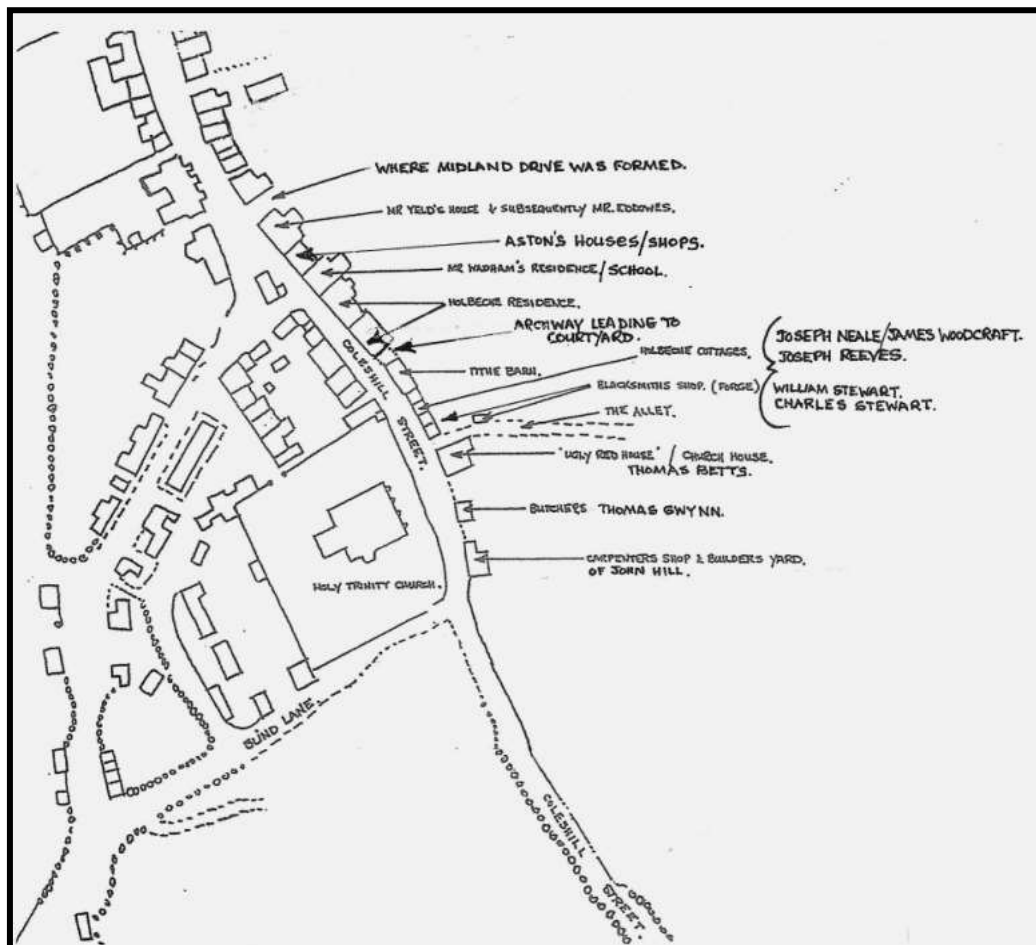 WHERE MIDLAND DRIVE WAS FORMED.
MR YELD'S HOUSE & SUBSEQUENTLY MR. EDDOWES.
ASTON'S HOUSES/SHOPS.
MR WADHAM'S RESIDENCE/SCHOOL.
HOLBECHE RESIDENCE.
ARCHWAY LEADING TO
COURTYARD.
HOLBECHE COTTAGES.
JOSEPH NEALE/JAMES WOODCRAFT.
JOSEPH REEVES.
WILLIAM STEWART.
CHARLES STEWART.
TITHE BARN.
BLACKSMITHS SHOP. (FORGE)
THE ALLEY.
'UGLY RED HOUSE' / CHURCH HOUSE.
THOMAS BETTS.
BUTCHERS THOMAS GWYNN.
CARPENTERS SHOP & BUILDERS YARD.
OF JOHN HILL.
COLESHILL
STREET.
HOLY TRINITY CHURCH.
BLIND LANE.
COLESHILL
STREET.